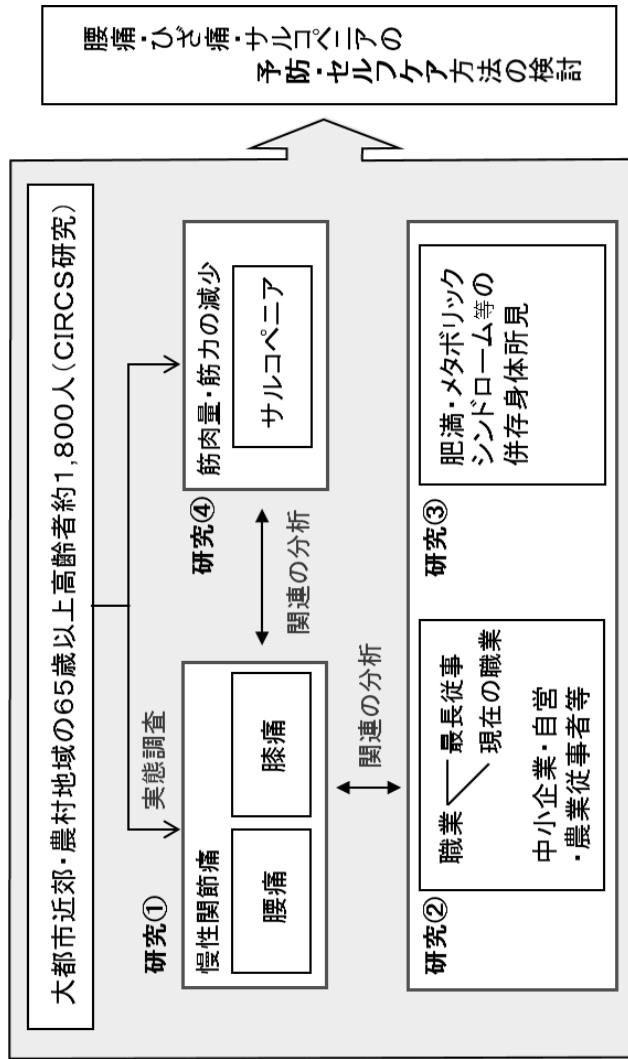 大都市近郊・農村地域の65歳以上高齢者約1,800人(CIRCS研究)
実態調査
研究①
慢性関節痛
腰痛
膝痛
関連の分析
研究④
筋肉量・筋力の減少
サルコペニア
関連の分析
研究②
職業
最長従事
現在の職業
中小企業・自営
・農業従事者等
研究③
肥満・メタボリック
シンドローム等の
併存身体所見
腰痛・ひざ痛・サルコペニアの
予防・セルフケア方法の検討